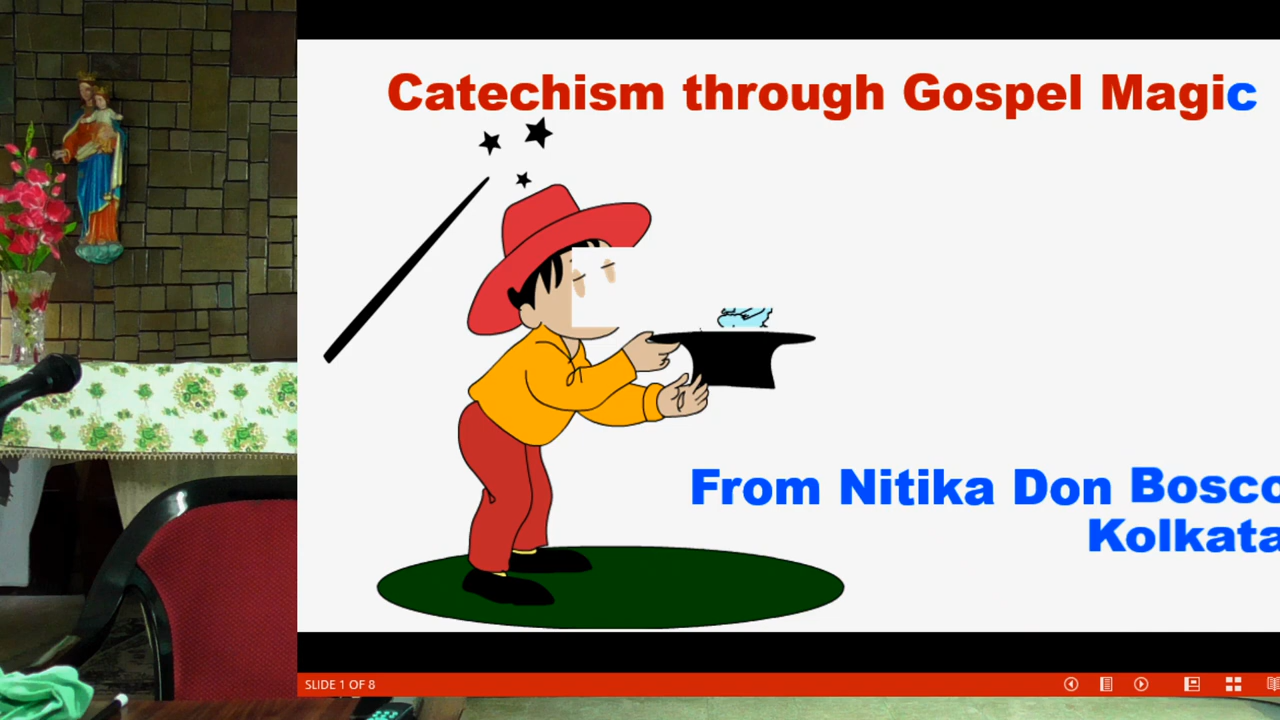 Catechism through Gospel Magic
From Nitika Don Bosco
Kolkata
SLIDE 1 OF 8